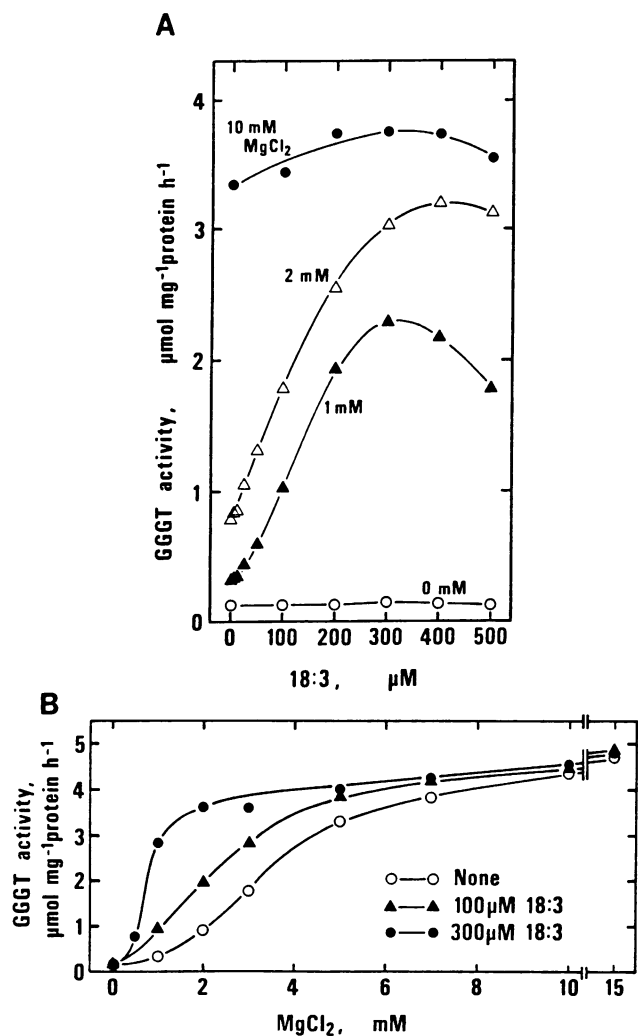 A
GGGT activity, µmol mg⁻¹protein h⁻¹
4
3
2
1
0
10 mM
MgCl₂
2 mM
1 mM
0 mM
0 100 200 300 400 500
18:3, µM
B
GGGT activity,
µmol mg⁻¹protein h⁻¹
5
4
3
2
1
0
None
100µM 18:3
300µM 18:3
0 2 4 6 8 10 15
MgCl₂, mM